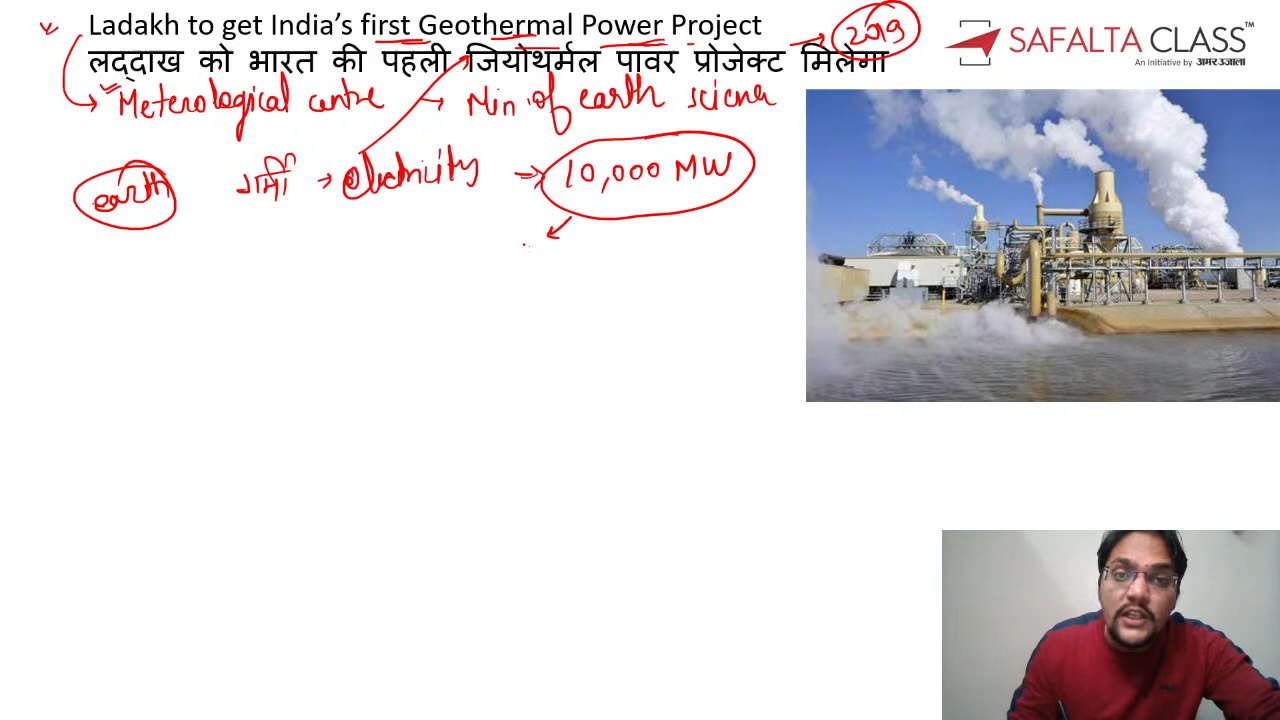 Ladakh to get India's first Geothermal Power Project
2019
लद्दाख को भारत की पहली जियोथर्मल पावर प्रोजेक्ट मिलेगा
SAFALTA CLASS™
An Initiative by अमर उजाला
Meterological centre → Min. of earth science
earth गर्मी → electricity → 10,000 MW